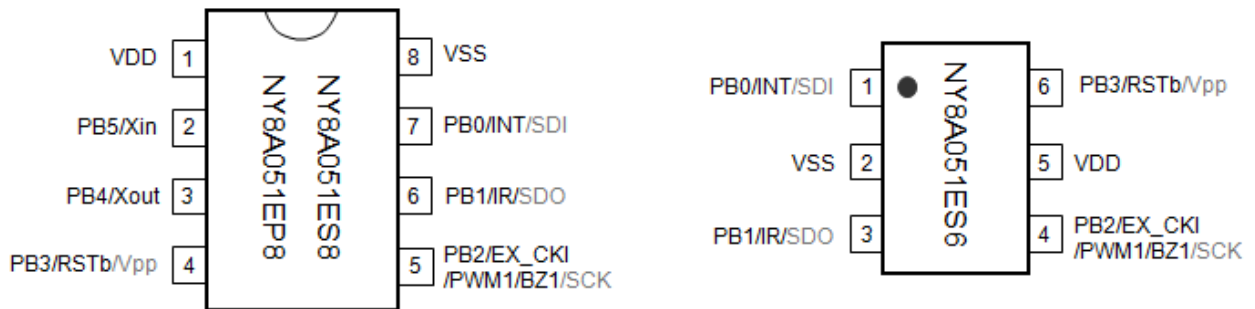 VDD 1
PB5/Xin 2
PB4/Xout 3
PB3/RSTb/Vpp 4
NY8A051EP8
NY8A051ES8
8 VSS
7 PB0/INT/SDI
6 PB1/IR/SDO
5 PB2/EX_CKI
/PWM1/BZ1/SCK
PB0/INT/SDI 1
VSS 2
PB1/IR/SDO 3
NY8A051ES6
6 PB3/RSTb/Vpp
5 VDD
4 PB2/EX_CKI
/PWM1/BZ1/SCK